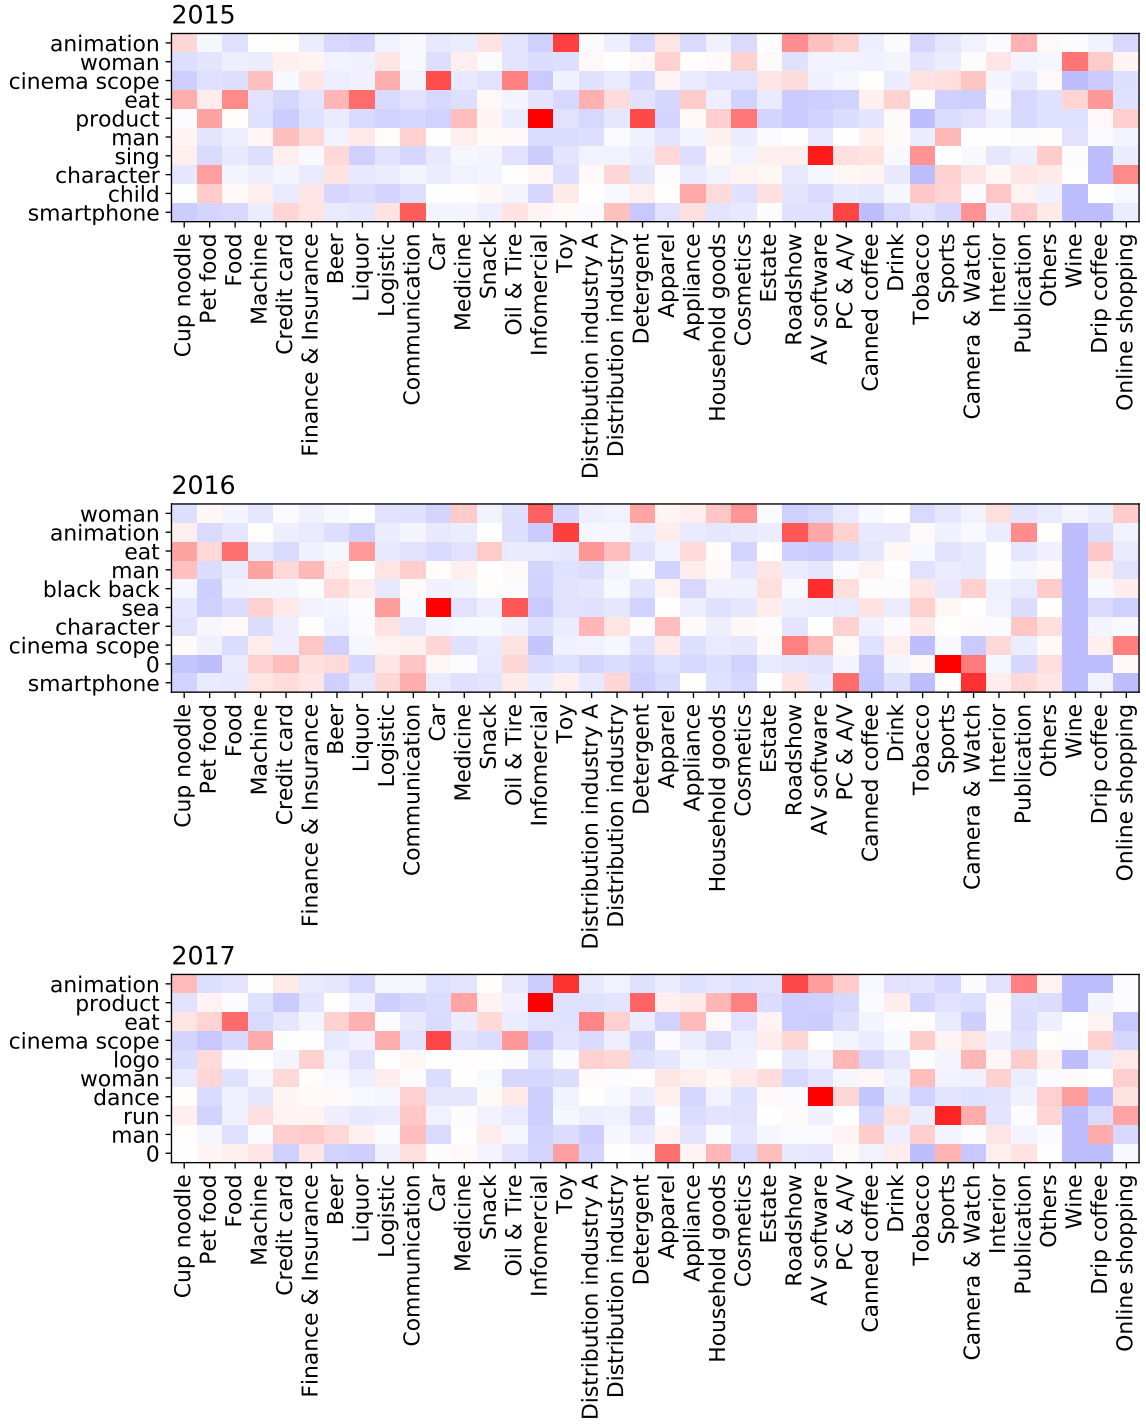 2015
animation
woman
cinema scope
eat
product
man
sing
character
child
smartphone
Cup noodle
Pet food
Food
Machine
Credit card
Finance & Insurance
Beer
Liquor
Logistic
Communication
Car
Medicine
Snack
Oil & Tire
Infomercial
Toy
Distribution industry A
Distribution industry
Detergent
Apparel
Appliance
Household goods
Cosmetics
Estate
Roadshow
AV software
PC & A/V
Canned coffee
Drink
Tobacco
Sports
Camera & Watch
Interior
Publication
Others
Wine
Drip coffee
Online shopping
2016
woman
animation
eat
man
black back
sea
character
cinema scope
0
smartphone
Cup noodle
Pet food
Food
Machine
Credit card
Finance & Insurance
Beer
Liquor
Logistic
Communication
Car
Medicine
Snack
Oil & Tire
Infomercial
Toy
Distribution industry A
Distribution industry
Detergent
Apparel
Appliance
Household goods
Cosmetics
Estate
Roadshow
AV software
PC & A/V
Canned coffee
Drink
Tobacco
Sports
Camera & Watch
Interior
Publication
Others
Wine
Drip coffee
Online shopping
2017
animation
product
eat
cinema scope
logo
woman
dance
run
man
0
Cup noodle
Pet food
Food
Machine
Credit card
Finance & Insurance
Beer
Liquor
Logistic
Communication
Car
Medicine
Snack
Oil & Tire
Infomercial
Toy
Distribution industry A
Distribution industry
Detergent
Apparel
Appliance
Household goods
Cosmetics
Estate
Roadshow
AV software
PC & A/V
Canned coffee
Drink
Tobacco
Sports
Camera & Watch
Interior
Publication
Others
Wine
Drip coffee
Online shopping